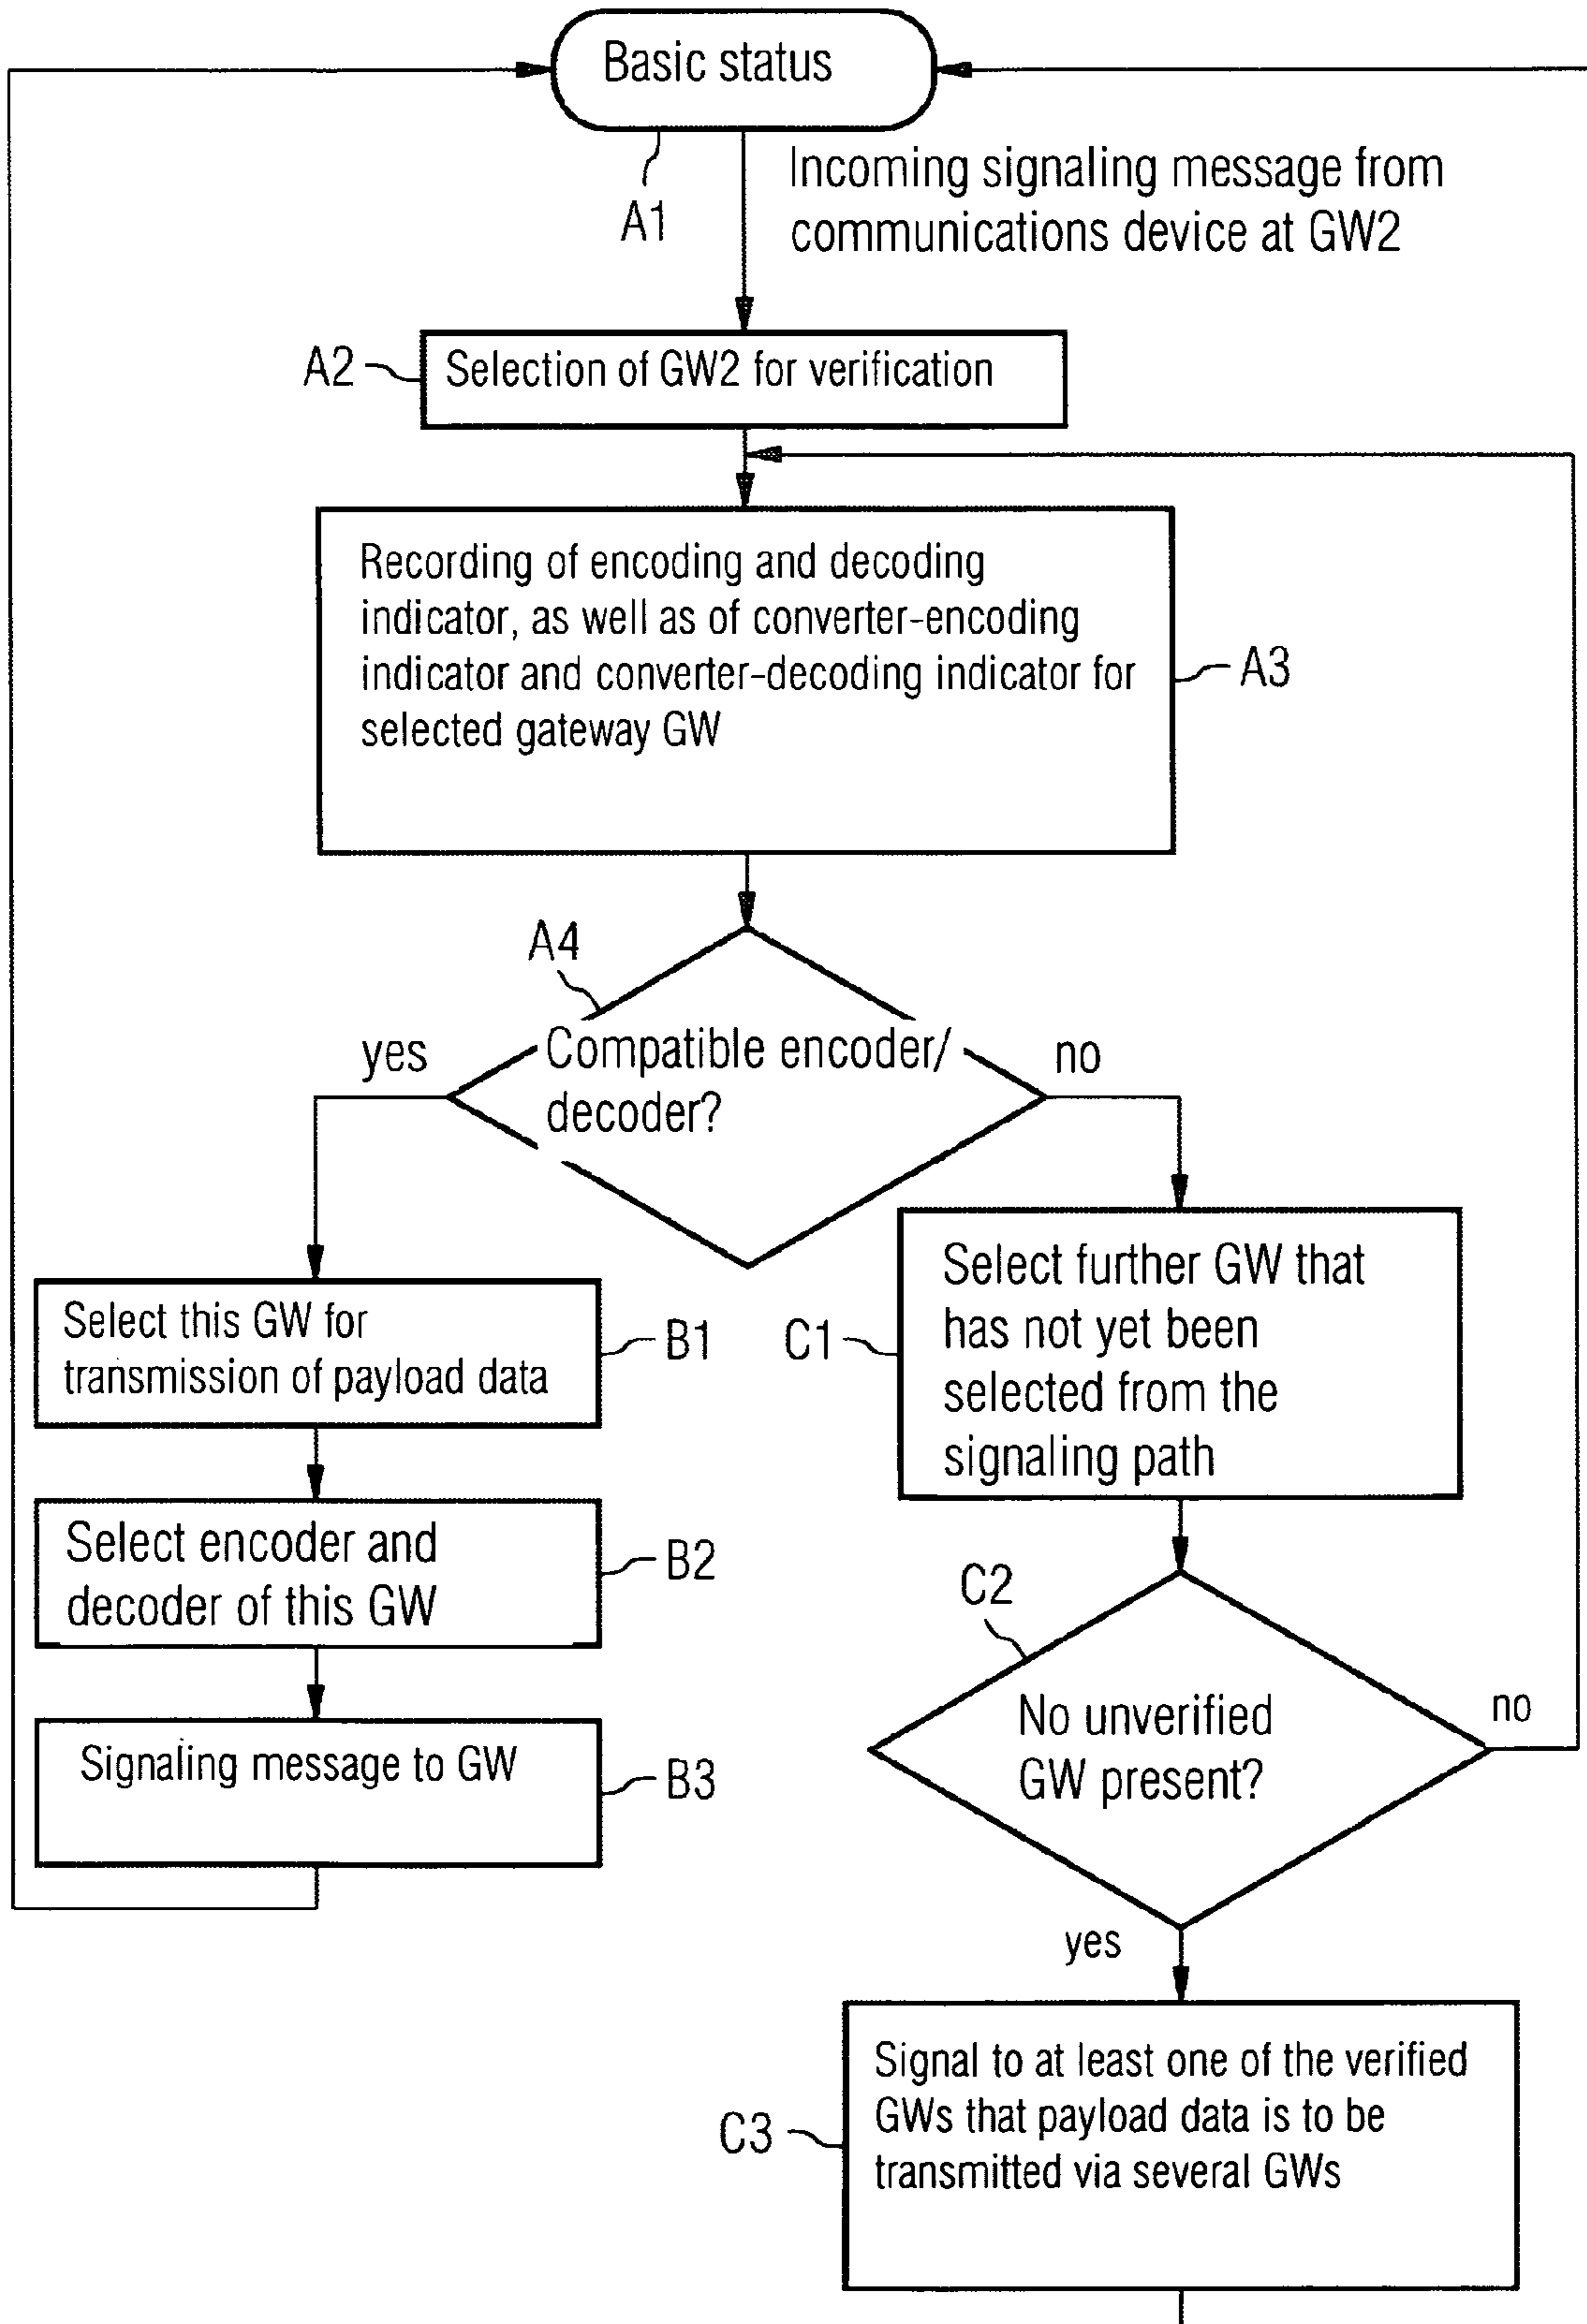 Basic status
A1
Incoming signaling message from
communications device at GW2
A2
Selection of GW2 for verification
Recording of encoding and decoding
indicator, as well as of converter-encoding
indicator and converter-decoding indicator for
selected gateway GW
A3
A4
yes
Compatible encoder/
decoder?
no
Select this GW for
transmission of payload data
B1
C1
Select further GW that
has not yet been
selected from the
signaling path
Select encoder and
decoder of this GW
B2
C2
Signaling message to GW
B3
No unverified
GW present?
no
yes
C3
Signal to at least one of the verified
GWs that payload data is to be
transmitted via several GWs